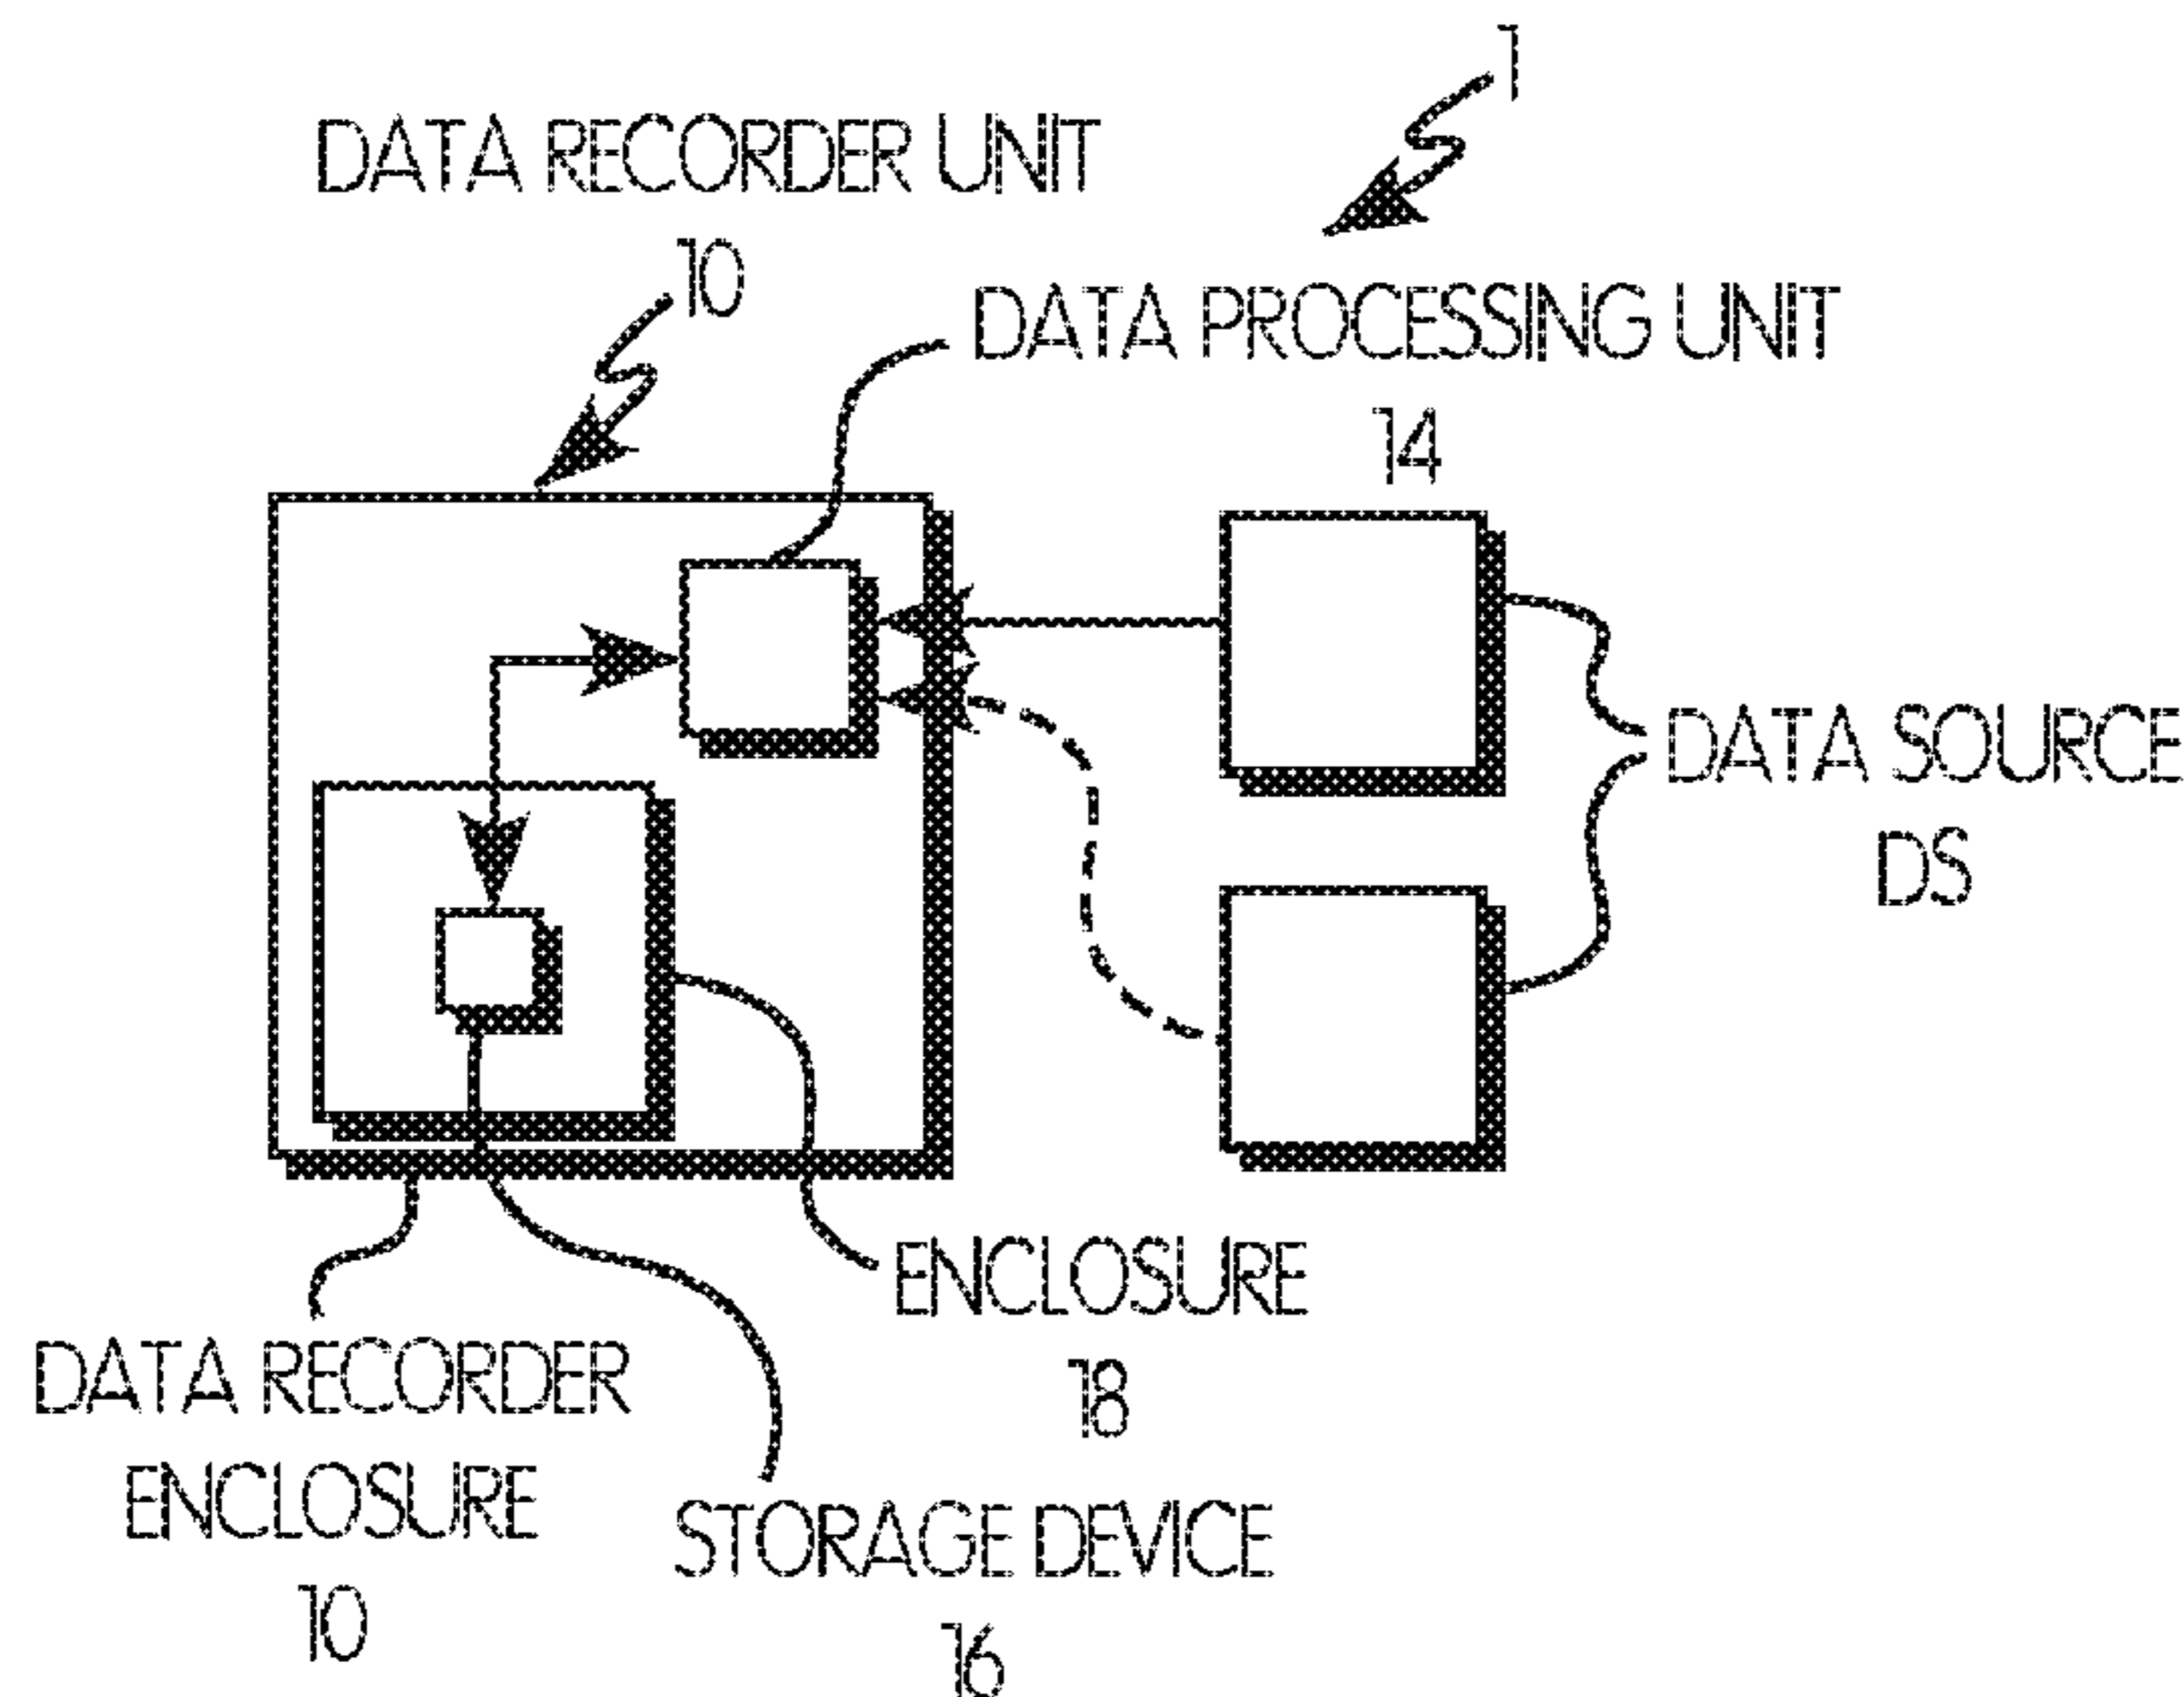 1
DATA RECORDER UNIT
10
DATA PROCESSING UNIT
14
DATA SOURCE
DS
ENCLOSURE
18
DATA RECORDER
ENCLOSURE
10
STORAGE DEVICE
16